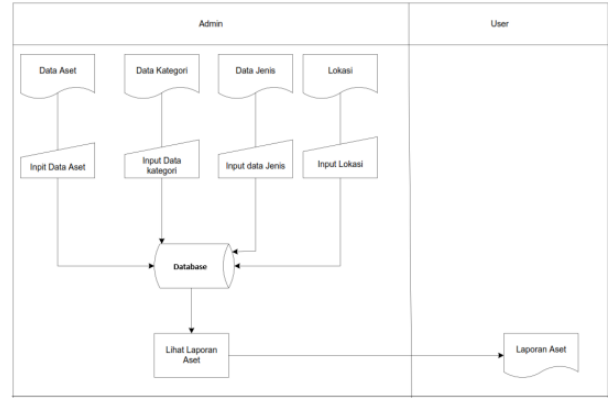 Admin
User
Data Aset
Data Kategori
Data Jenis
Lokasi
Inpit Data Aset
Input Data
kategori
Input data Jenis
Input Lokasi
Database
Lihat Laporan
Aset
Laporan Aset